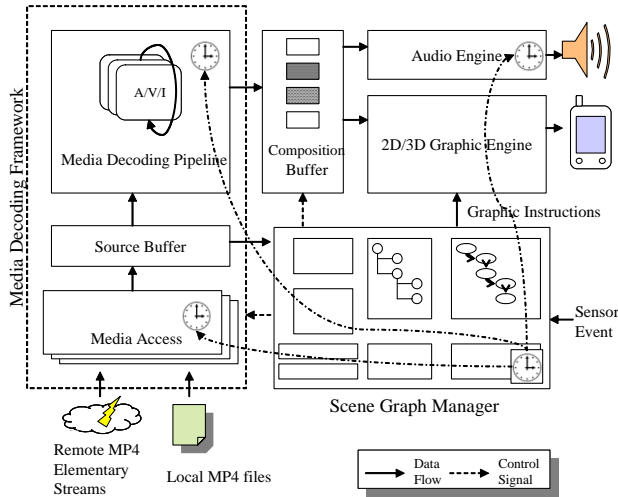 Media Decoding Framework
A/V/I
Media Decoding Pipeline
Source Buffer
Media Access
Remote MP4
Elementary
Streams
Local MP4 files
Composition
Buffer
Audio Engine
2D/3D Graphic Engine
Graphic Instructions
Sensor
Event
Scene Graph Manager
Data
Flow
Control
Signal